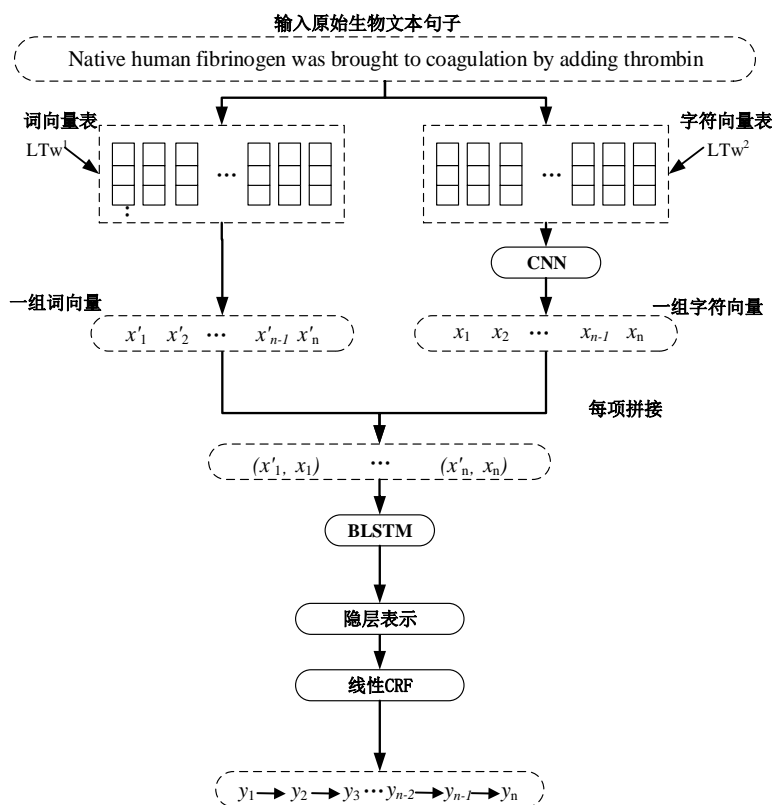 输入原始生物文本句子
Native human fibrinogen was brought to coagulation by adding thrombin
词向量表
LTw¹
...
字符向量表
LTw²
...
CNN
一组词向量
x'₁ x'₂ ... x'ₙ₋₁ x'ₙ
一组字符向量
x₁ x₂ ... xₙ₋₁ xₙ
每项拼接
(x'₁, x₁) ... (x'ₙ, xₙ)
BLSTM
隐层表示
线性CRF
y₁ → y₂ → y₃ ... yₙ₋₂ → yₙ₋₁ → yₙ